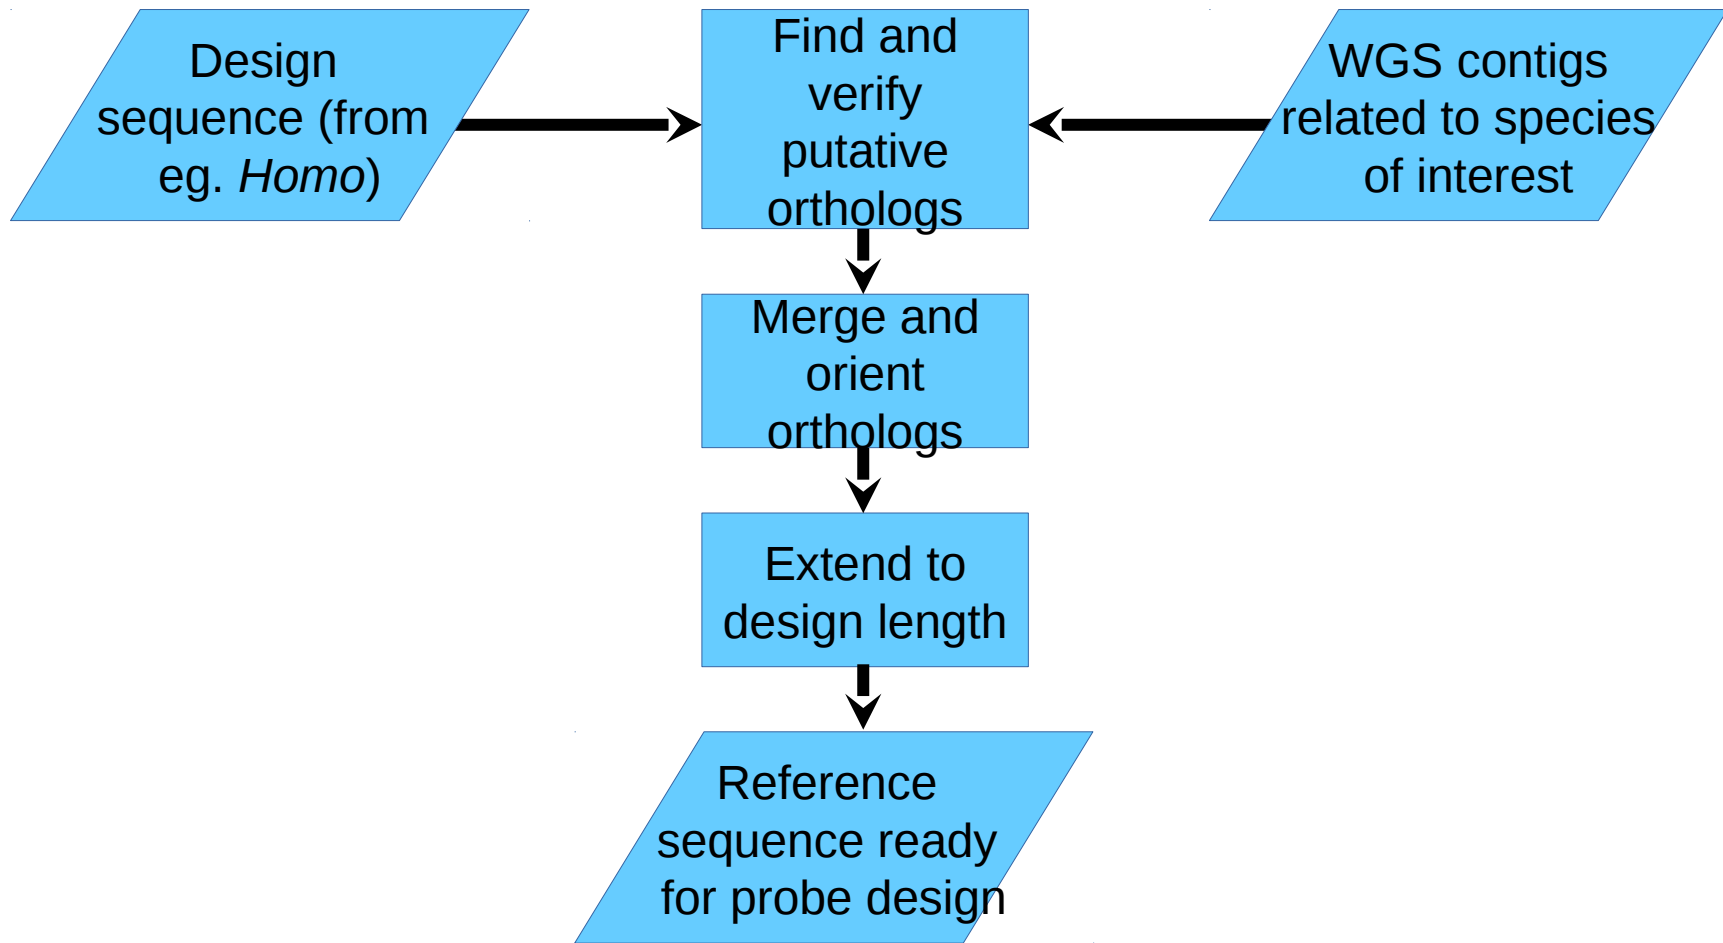 Design
sequence (from
eg. Homo)
Find and
verify
putative
orthologs
WGS contigs
related to species
of interest
Merge and
orient
orthologs
Extend to
design length
Reference
sequence ready
for probe design